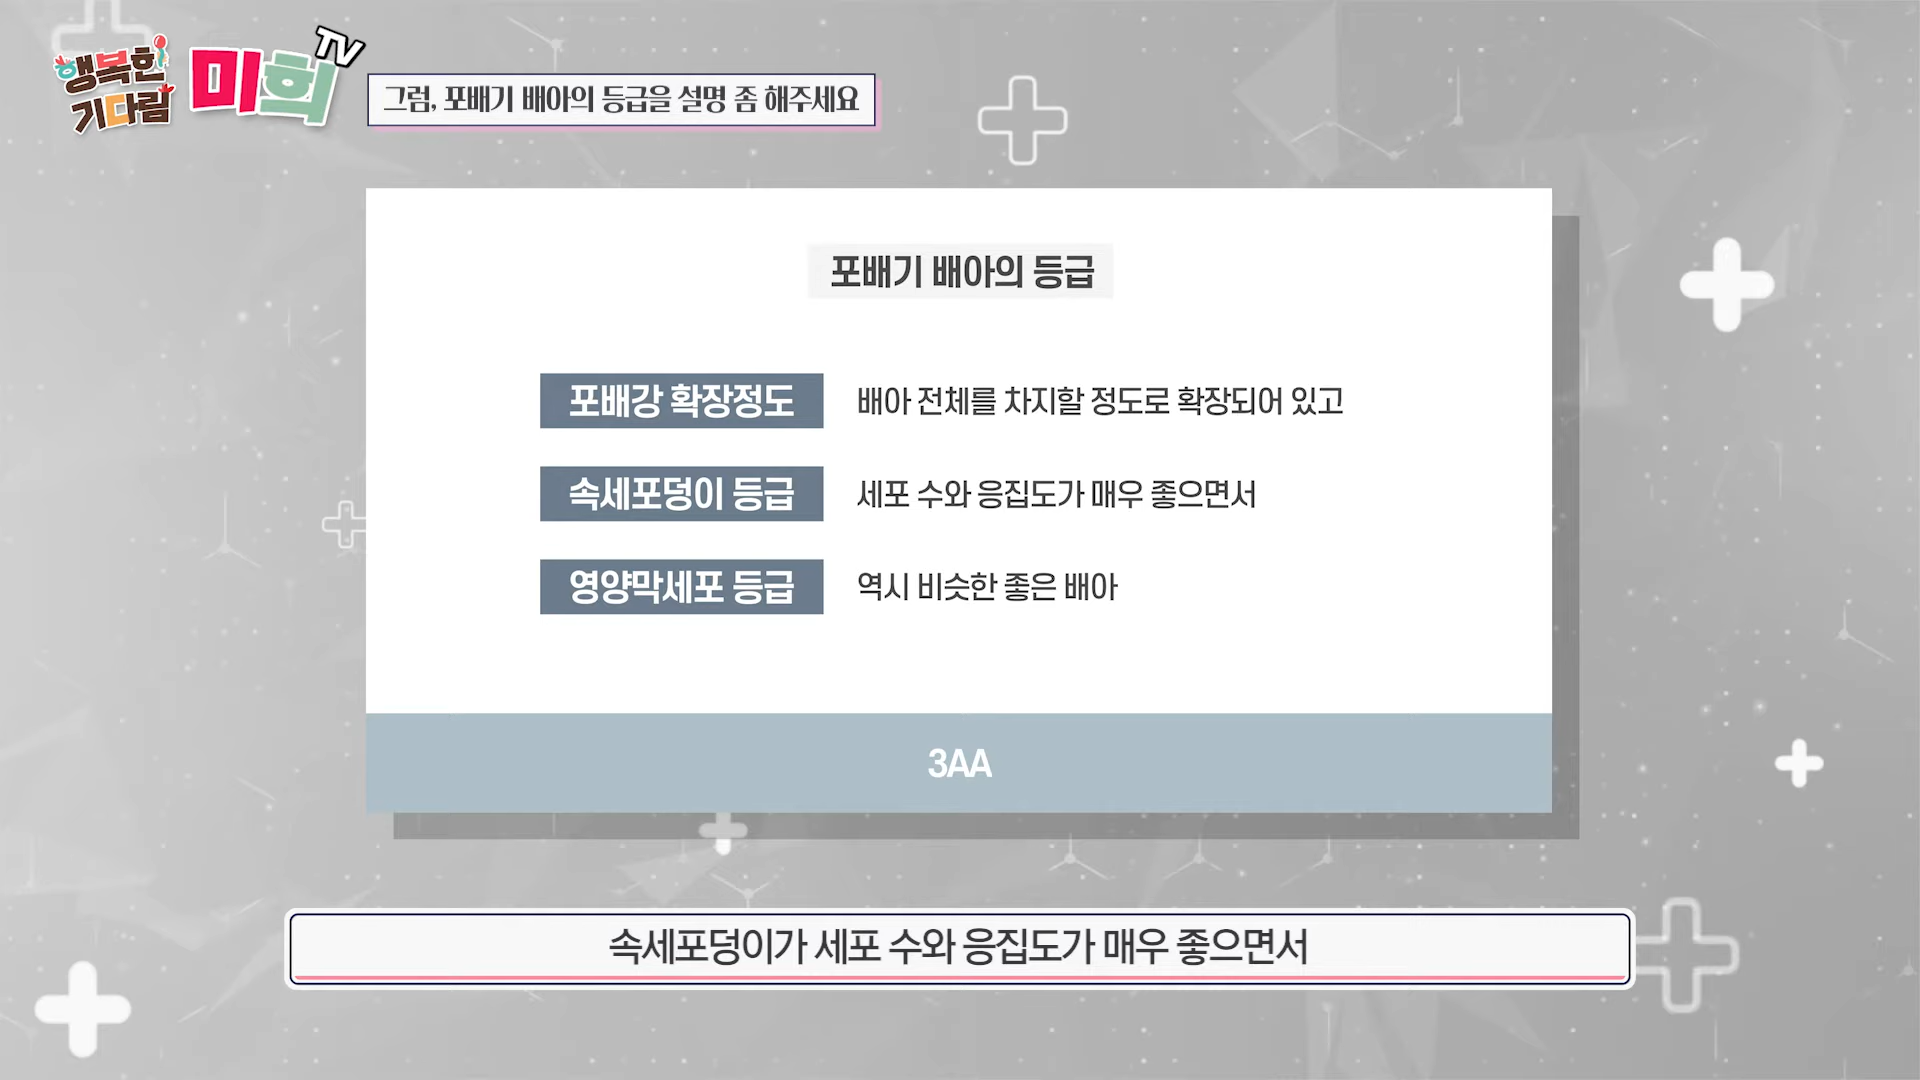 행복한
기다림
미희
TV
그럼, 포배기 배아의 등급을 설명 좀 해주세요
포배기 배아의 등급
포배강 확장정도 배아 전체를 차지할 정도로 확장되어 있고
속세포덩이 등급 세포 수와 응집도가 매우 좋으면서
영양막세포 등급 역시 비슷한 좋은 배아
3AA
속세포덩이가 세포 수와 응집도가 매우 좋으면서